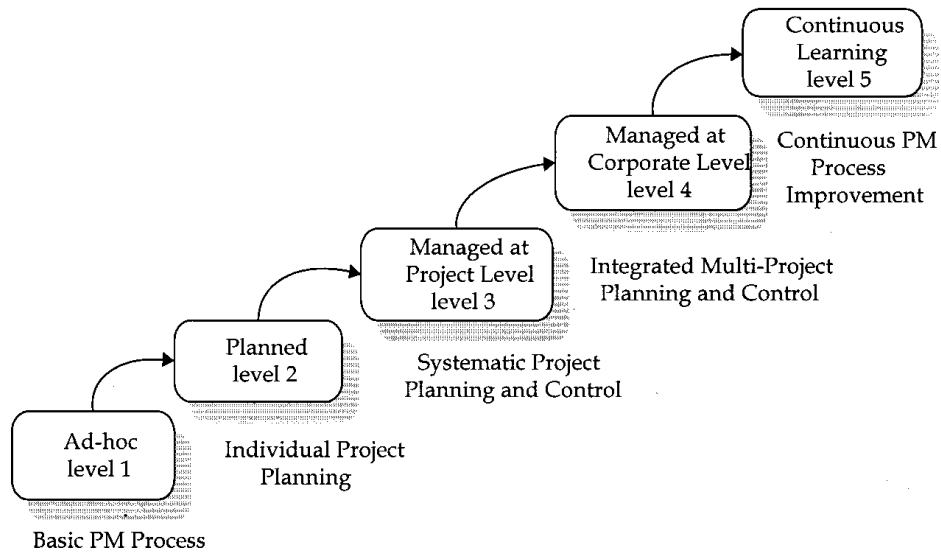 Continuous
Learning
level 5
Managed at
Corporate Level
level 4
Continuous PM
Process
Improvement
Managed at
Project Level
level 3
Integrated Multi-Project
Planning and Control
Planned
level 2
Systematic Project
Planning and Control
Ad-hoc
level 1
Individual Project
Planning
Basic PM Process